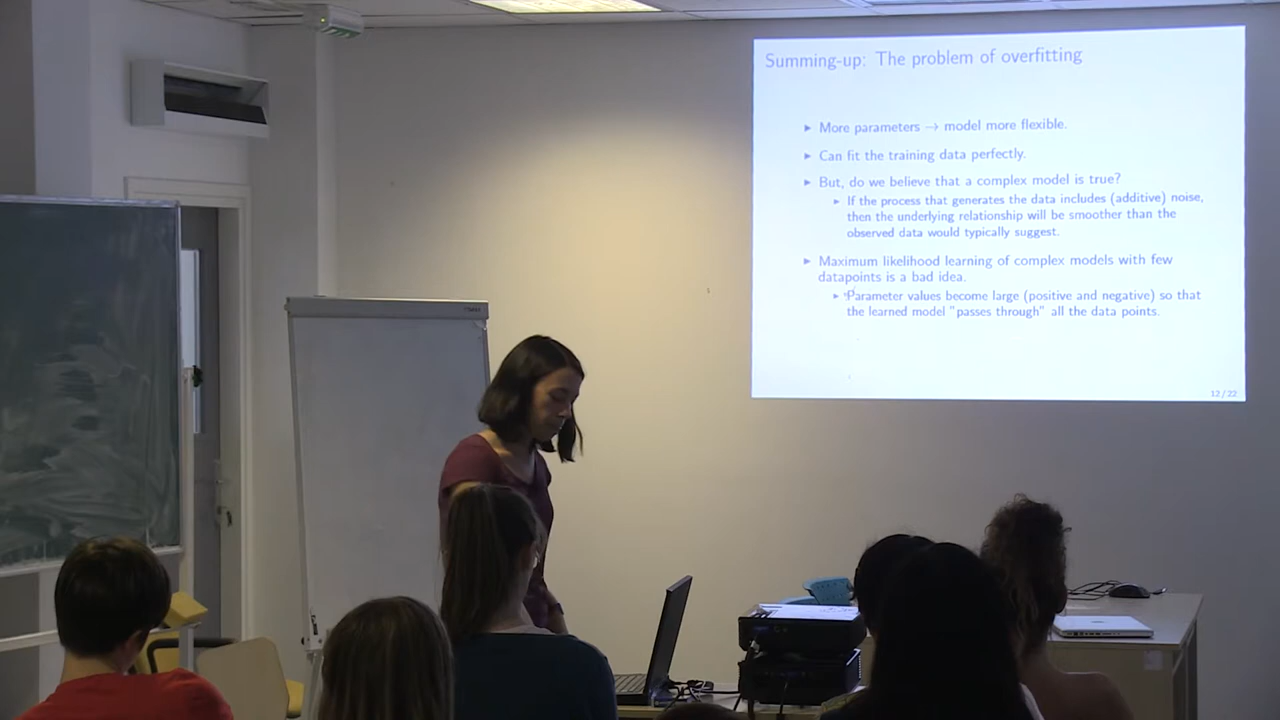 Summing-up: The problem of overfitting
More parameters → model more flexible.
Can fit the training data perfectly.
But, do we believe that a complex model is true?
If the process that generates the data includes (additive) noise,
then the underlying relationship will be smoother than the
observed data would typically suggest.
Maximum likelihood learning of complex models with few
datapoints is a bad idea.
Parameter values become large (positive and negative) so that
the learned model "passes through" all the data points.
12 / 22